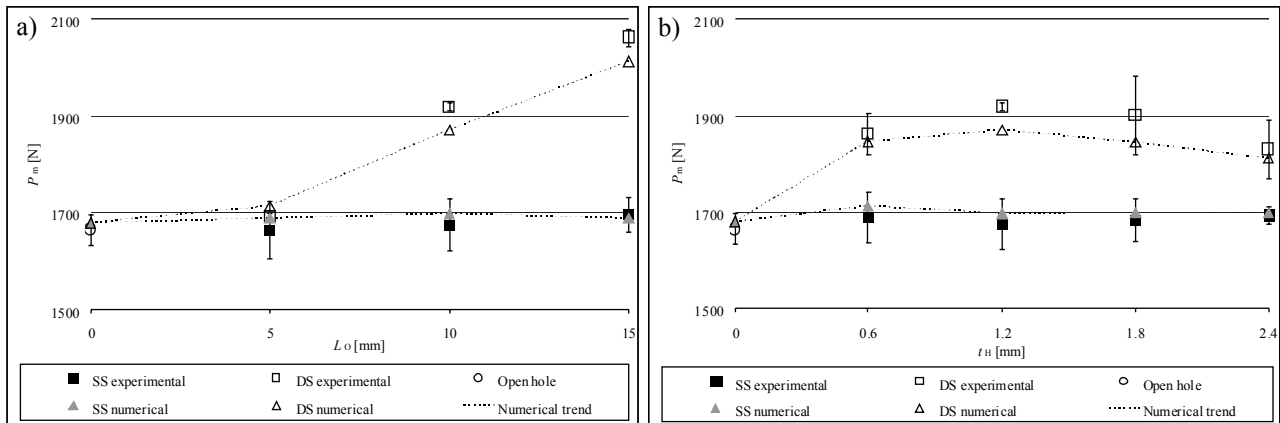 a)
2100
1900
1700
1500
P m [N]
0 5 10 15
L O [mm]
SS experimental DS experimental Open hole
SS numerical DS numerical Numerical trend
b)
2100
1900
1700
1500
P m [N]
0 0.6 1.2 1.8 2.4
t H [mm]
SS experimental DS experimental Open hole
SS numerical DS numerical Numerical trend